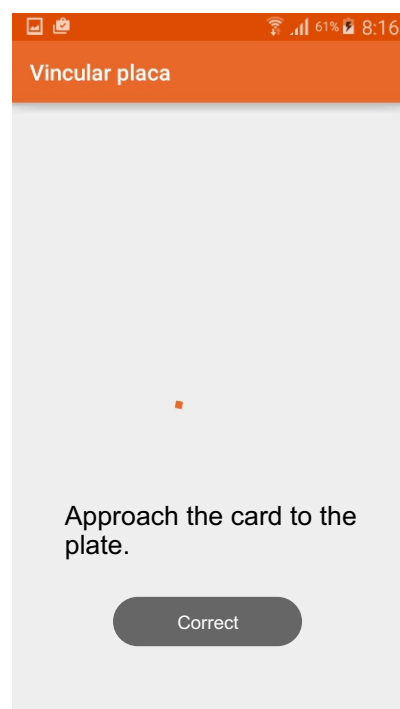 61% 8:16
Vincular placa
Approach the card to the
plate.
Correct